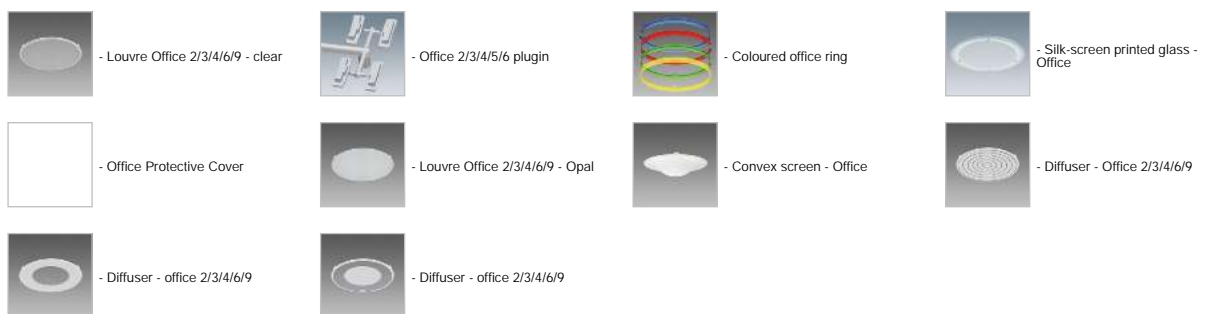 - Louvre Office 2/3/4/6/9 - clear
- Office 2/3/4/5/6 plugin
- Coloured office ring
- Silk-screen printed glass -
Office
- Office Protective Cover
- Louvre Office 2/3/4/6/9 - Opal
- Convex screen - Office
- Diffuser - Office 2/3/4/6/9
- Diffuser - office 2/3/4/6/9
- Diffuser - office 2/3/4/6/9